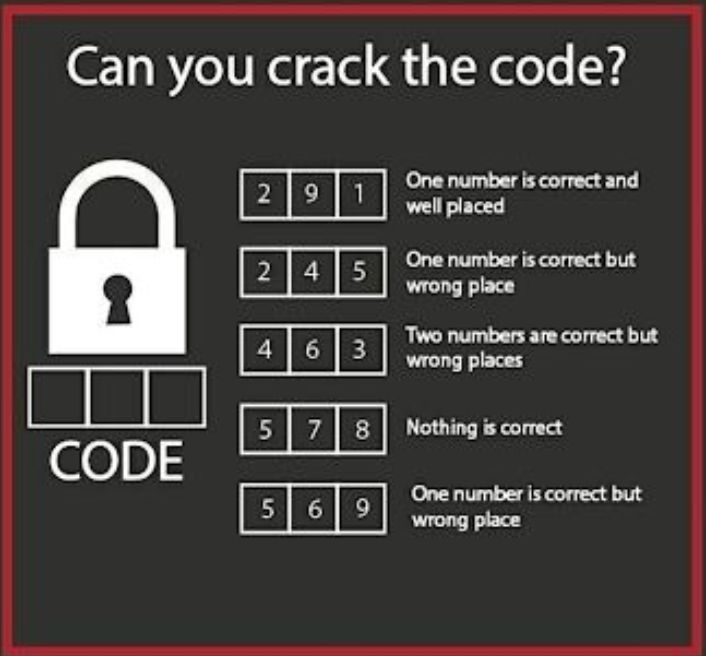 Can you crack the code?
2 9 1
One number is correct and
well placed
2 4 5
One number is correct but
wrong place
4 6 3
Two numbers are correct but
wrong places
5 7 8
Nothing is correct
5 6 9
One number is correct but
wrong place
CODE